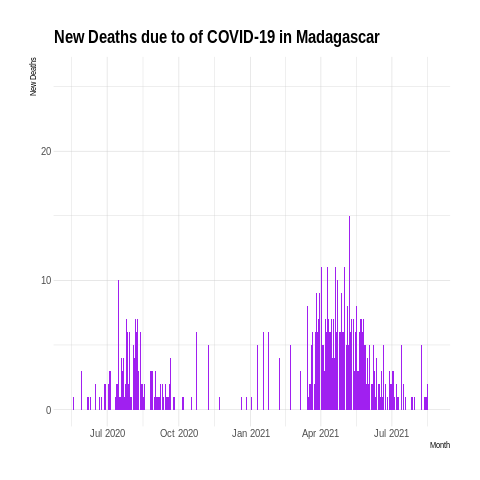 New Deaths due to of COVID-19 in Madagascar
New Deaths
20
10
0
Jul 2020
Oct 2020
Jan 2021
Apr 2021
Jul 2021
Month